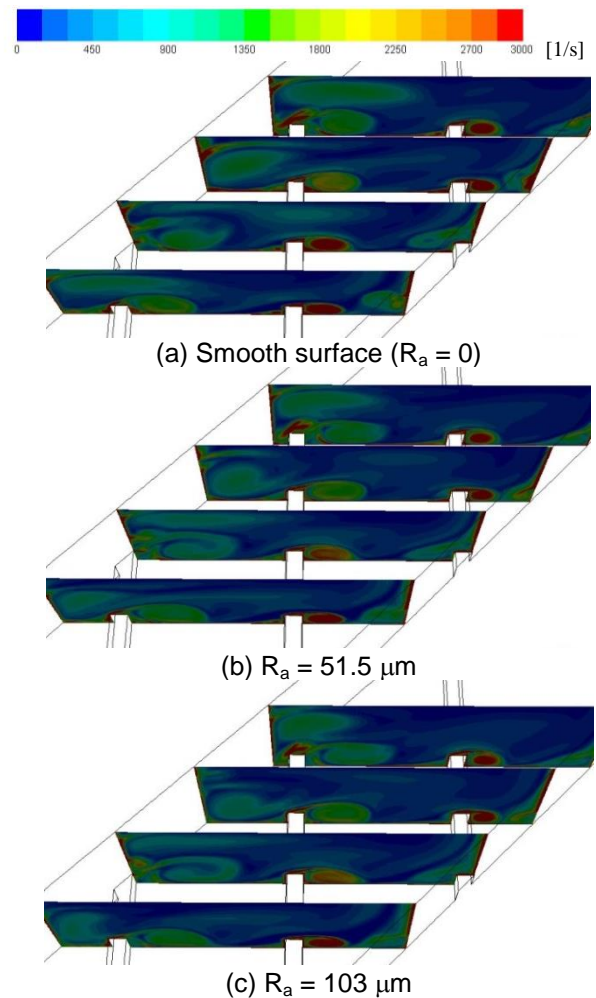 0 450 800 1350 1800 2250 2700 3000 [1/s]
(a) Smooth surface (Ra = 0)
(b) Ra = 51.5 μm
(c) Ra = 103 μm